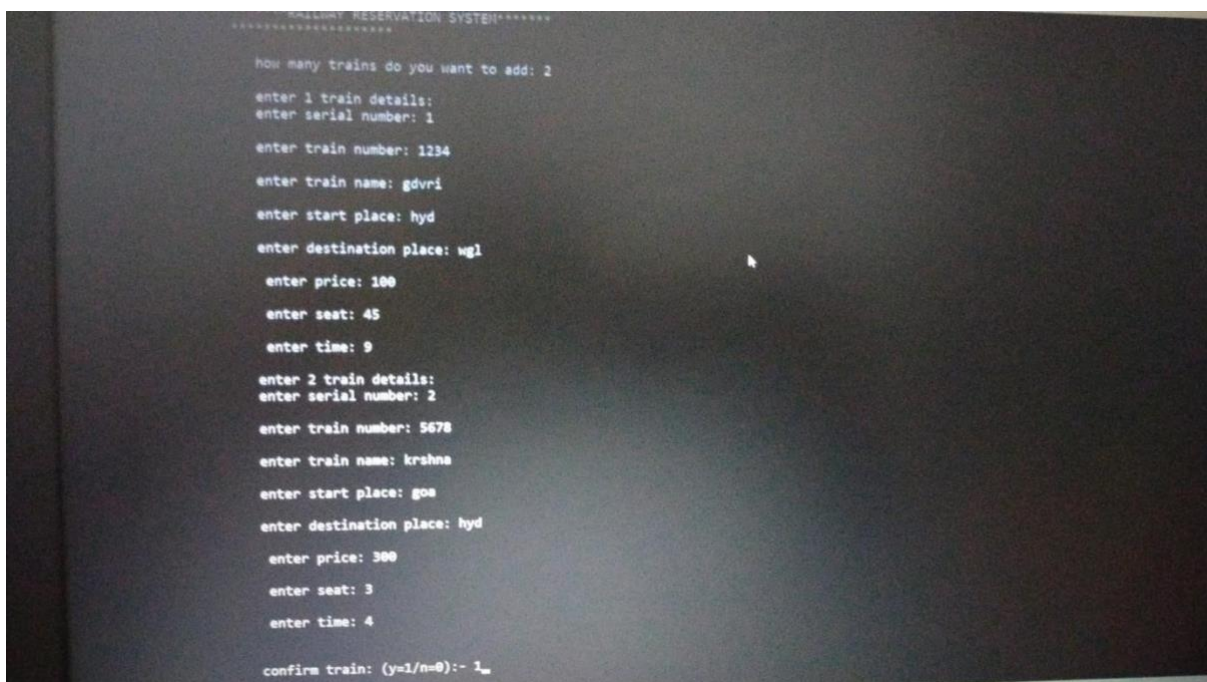 RAILWAY RESERVATION SYSTEM*******
********************
how many trains do you want to add: 2
enter 1 train details:
enter serial number: 1
enter train number: 1234
enter train name: gdvri
enter start place: hyd
enter destination place: wgl
enter price: 100
enter seat: 45
enter time: 9
enter 2 train details:
enter serial number: 2
enter train number: 5678
enter train name: krshna
enter start place: goa
enter destination place: hyd
enter price: 300
enter seat: 3
enter time: 4
confirm train: (y=1/n=0):- 1_